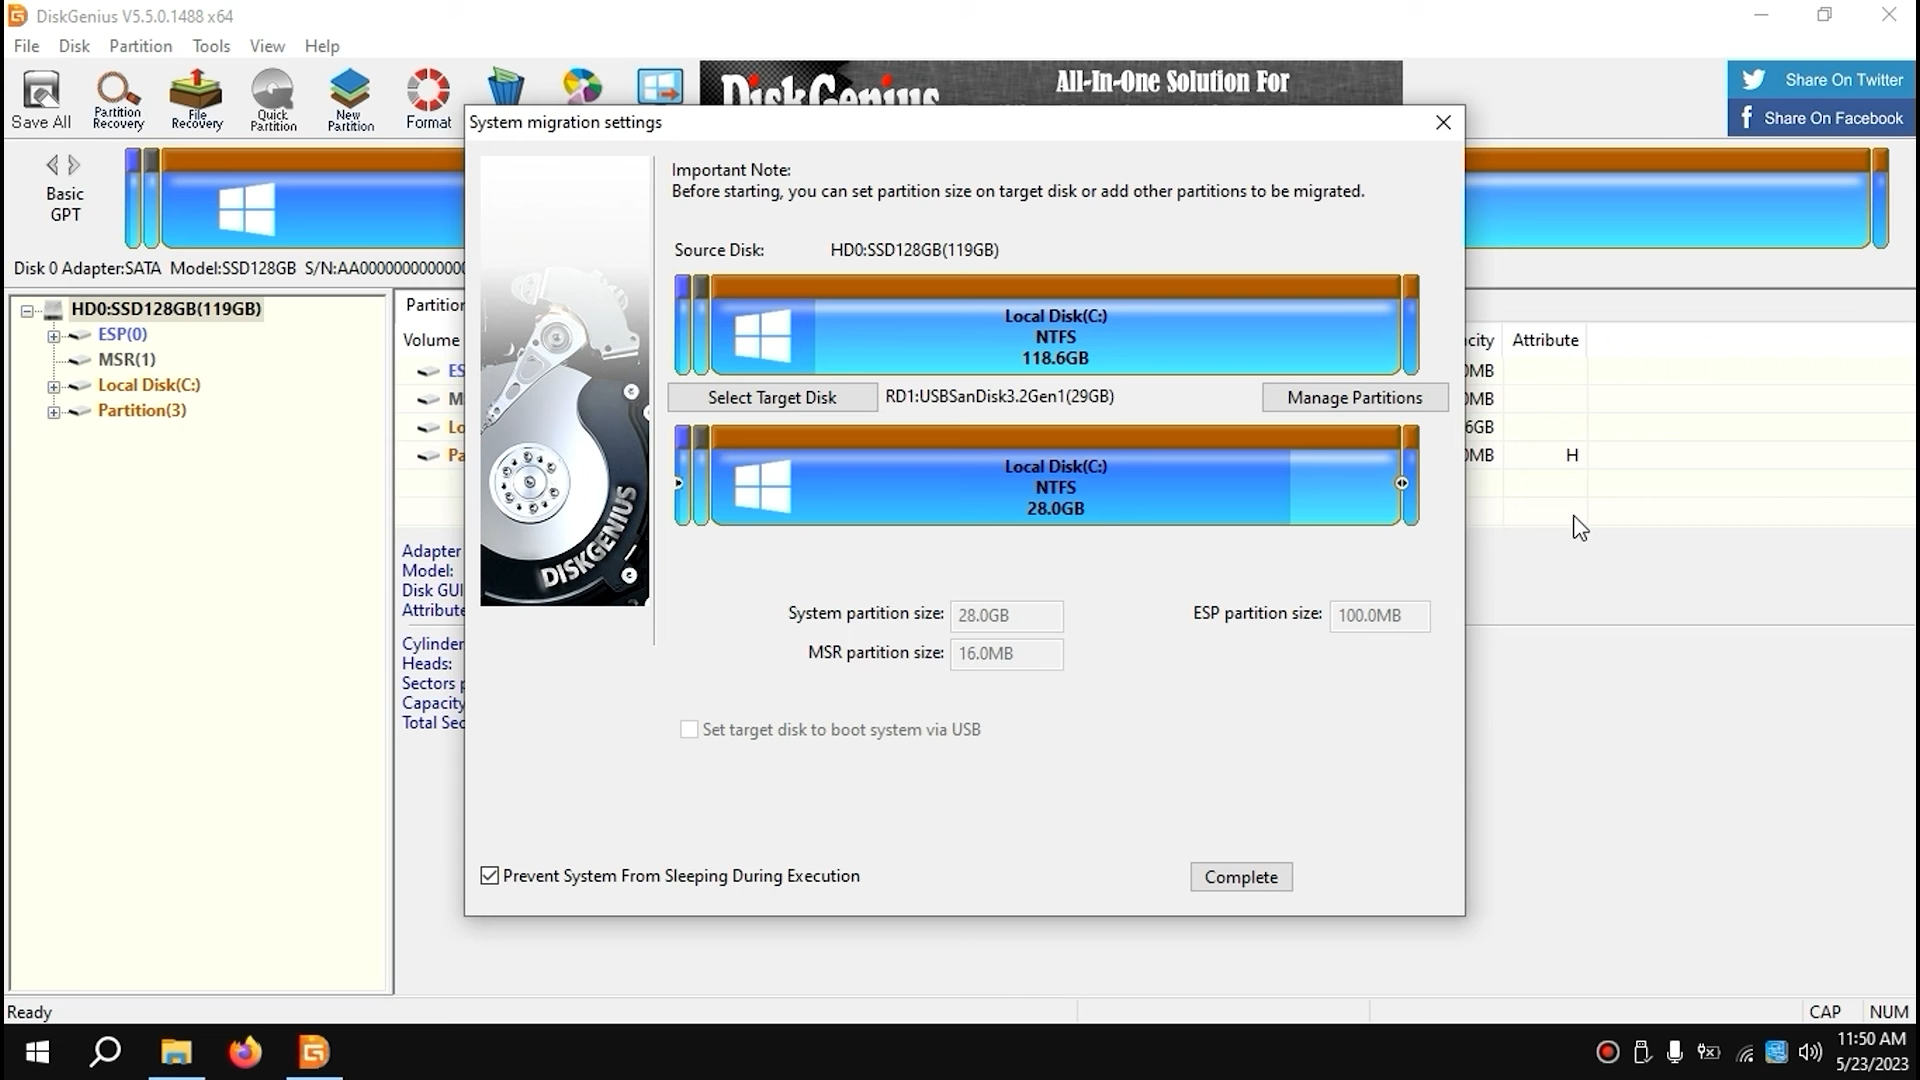 DiskGenius V5.5.0.1488 x64
File Disk Partition Tools View Help
Save All
Partition
Recovery
File
Recovery
Quick
Partition
New
Partition
Format
DiskGenius
All-In-One Solution For
Share On Twitter
Share On Facebook
Basic
GPT
Disk 0 Adapter:SATA Model:SSD128GB S/N:AA0000000000000
HD0:SSD128GB(119GB)
ESP(0)
MSR(1)
Local Disk(C:)
Partition(3)
Partition
Volume
Attribute
H
Adapter
Model:
Cylinder
Heads:
Capacity
System migration settings
Important Note:
Before starting, you can set partition size on target disk or add other partitions to be migrated.
Source Disk: HD0:SSD128GB(119GB)
Local Disk(C:)
NTFS
118.6GB
Select Target Disk RD1:USBSanDisk3.2Gen1(29GB) Manage Partitions
Local Disk(C:)
NTFS
28.0GB
System partition size: 28.0GB ESP partition size: 100.0MB
MSR partition size: 16.0MB
Set target disk to boot system via USB
Prevent System From Sleeping During Execution
Complete
DISKGENIUS
Ready
CAP NUM
11:50 AM
5/23/2023